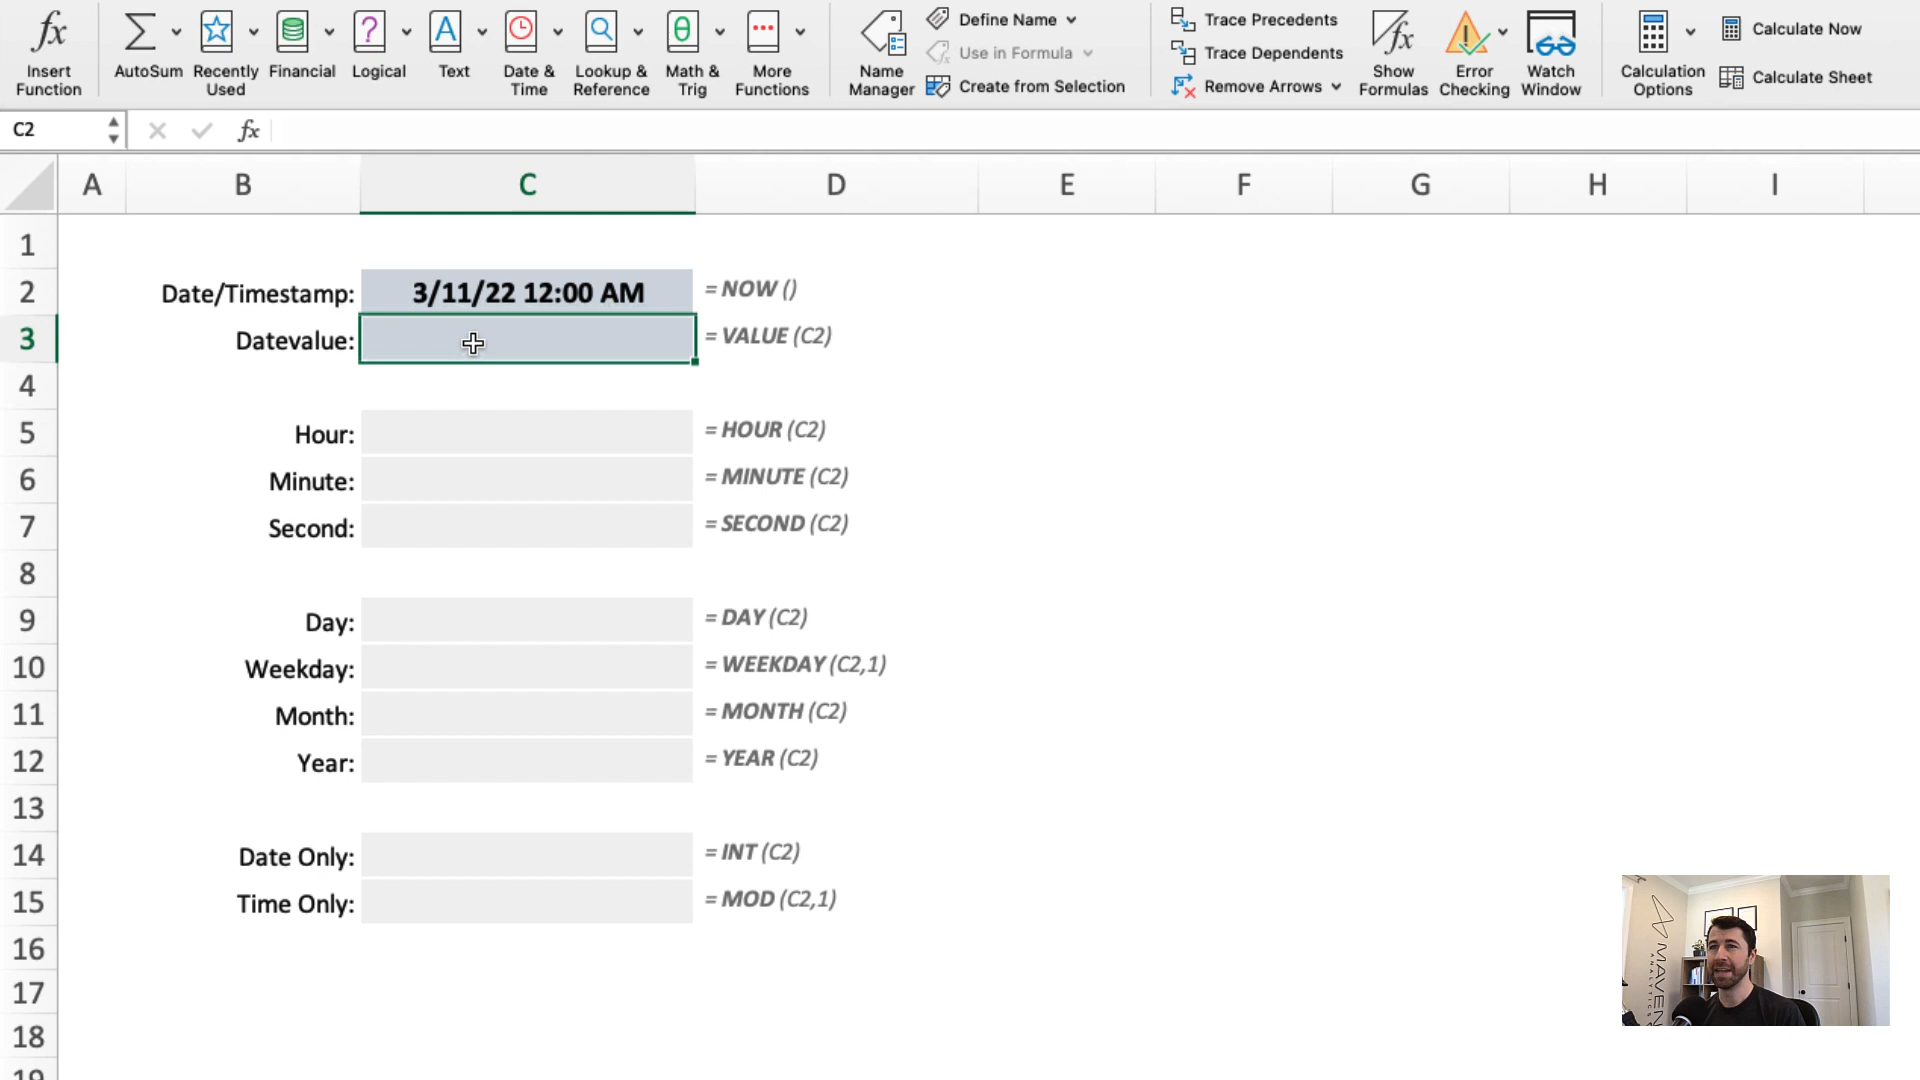 fx
Insert Function
AutoSum
Recently Used
Financial
?
Logical
A
Text
Date & Time
Lookup & Reference
θ
Math & Trig
More Functions
Name Manager
Define Name
Use in Formula
Create from Selection
Trace Precedents
Trace Dependents
Remove Arrows
fx
Show Formulas
Error Checking
Watch Window
Calculation Options
Calculate Now
Calculate Sheet
C2
fx
A B C D E F G H I
1
2 Date/Timestamp: 3/11/22 12:00 AM = NOW ()
3 Datevalue: = VALUE (C2)
4
5 Hour: = HOUR (C2)
6 Minute: = MINUTE (C2)
7 Second: = SECOND (C2)
8
9 Day: = DAY (C2)
10 Weekday: = WEEKDAY (C2,1)
11 Month: = MONTH (C2)
12 Year: = YEAR (C2)
13
14 Date Only: = INT (C2)
15 Time Only: = MOD (C2,1)
16
17
18
19
MAVEN
ANALYTICS